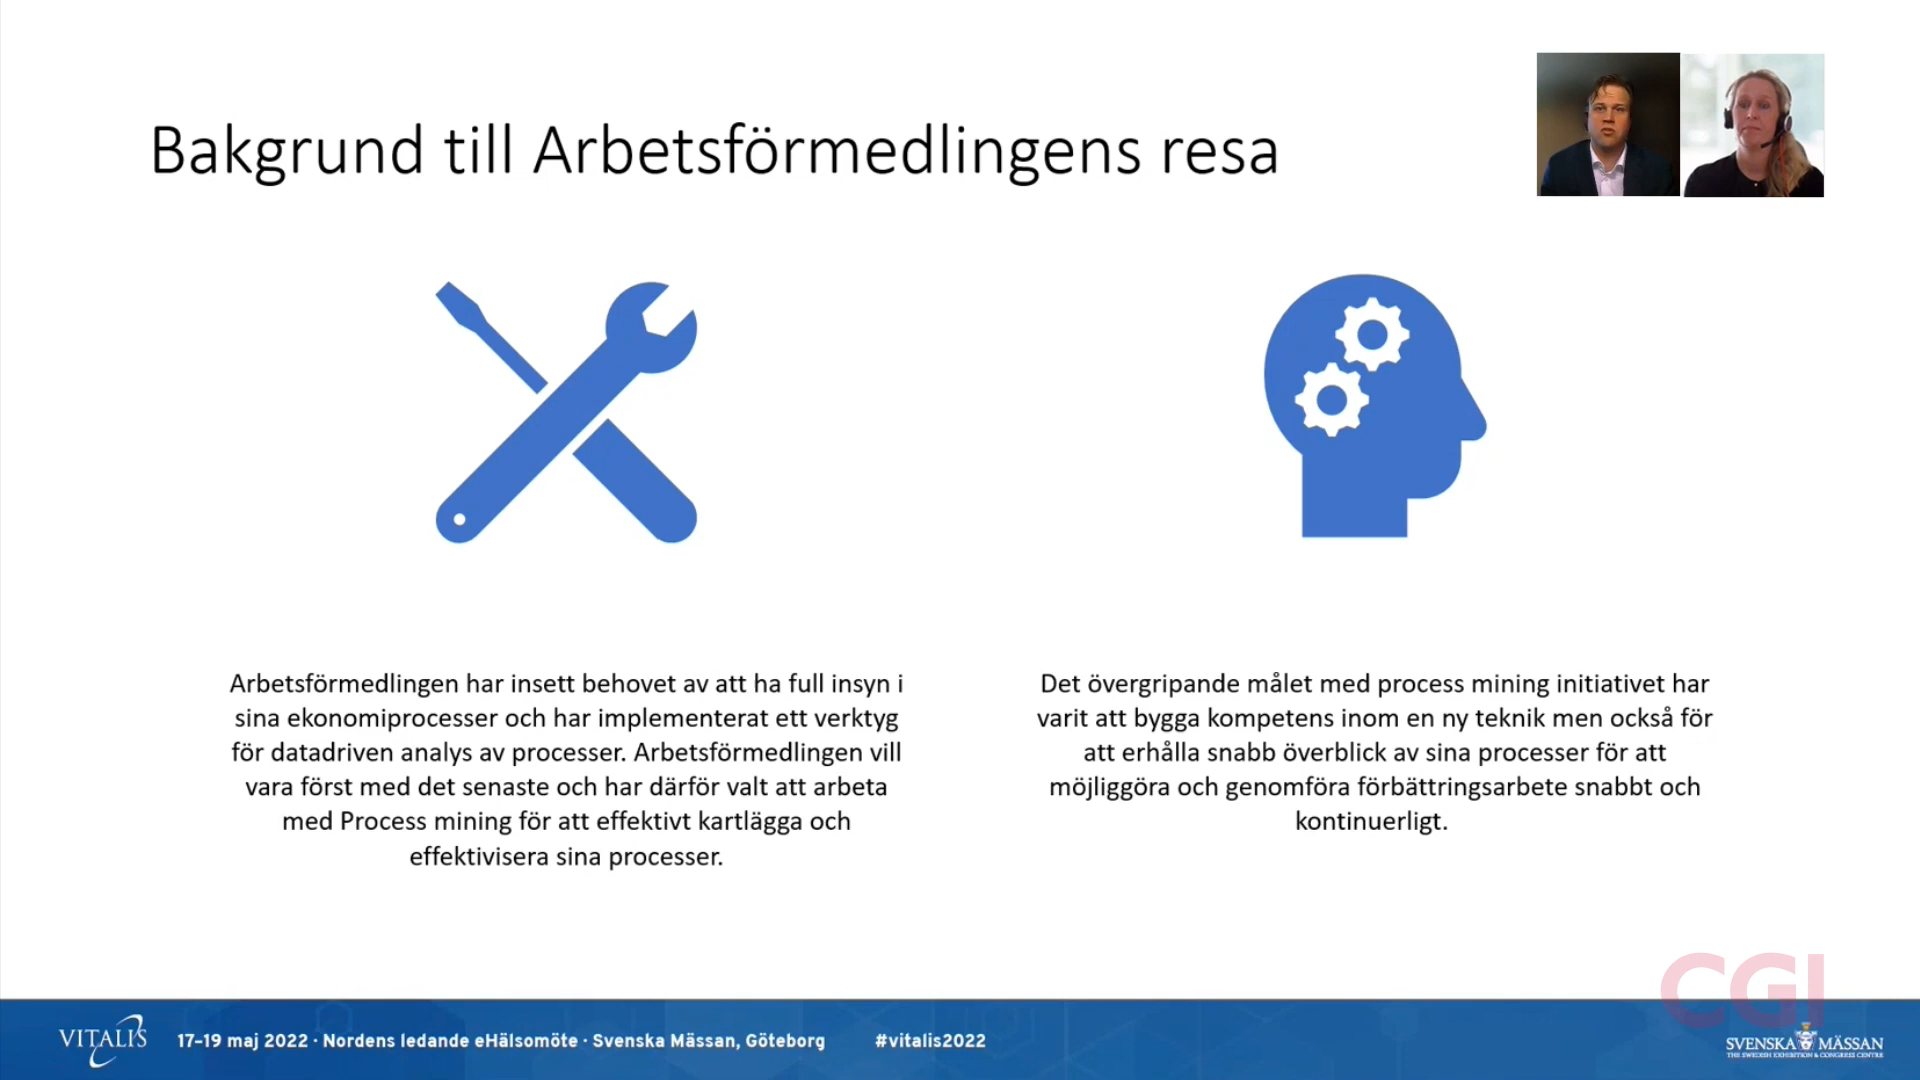 Bakgrund till Arbetsförmedlingens resa
Arbetsförmedlingen har insett behovet av att ha full insyn i
sina ekonomiprocesser och har implementerat ett verktyg
för datadriven analys av processer. Arbetsförmedlingen vill
vara först med det senaste och har därför valt att arbeta
med Process mining för att effektivt kartlägga och
effektivisera sina processer.
Det övergripande målet med process mining initiativet har
varit att bygga kompetens inom en ny teknik men också för
att erhålla snabb överblick av sina processer för att
möjliggöra och genomföra förbättringsarbete snabbt och
kontinuerligt.
CGI
VITALIS
17-19 maj 2022 · Nordens ledande eHälsomöte · Svenska Mässan, Göteborg
#vitalis2022
SVENSKA MÄSSAN
THE SWEDISH EXHIBITION & CONGRESS CENTRE